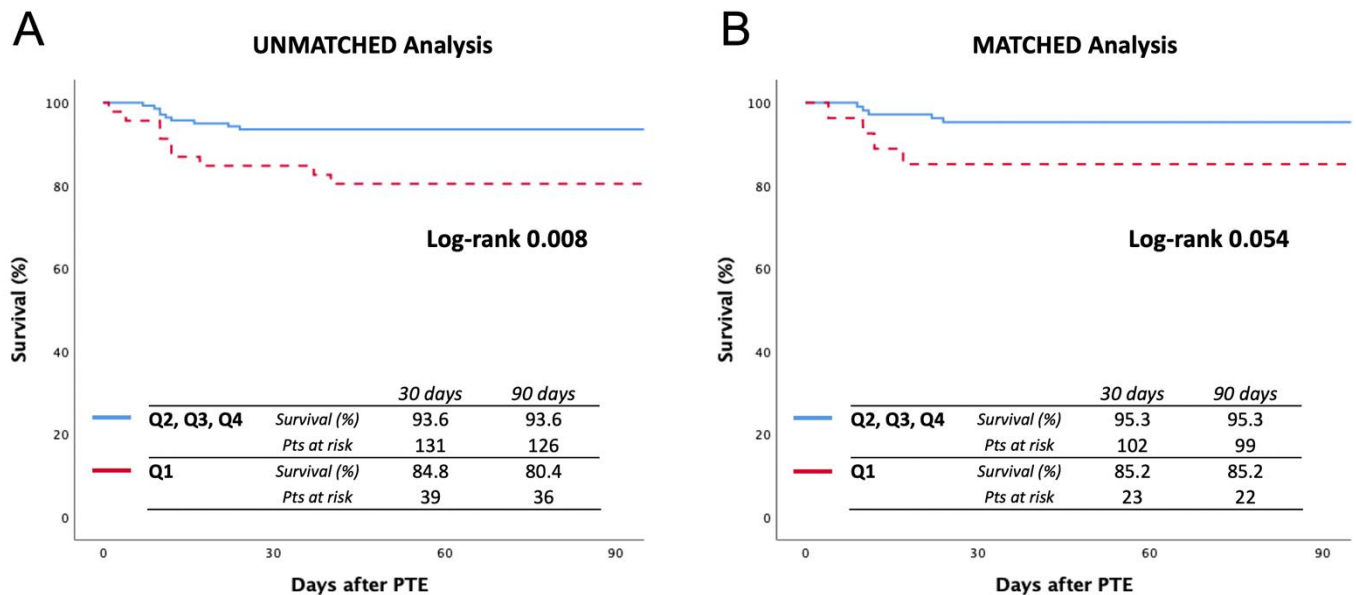 A
UNMATCHED Analysis
100
80
60
40
20
0
Survival (%)
Log-rank 0.008
30 days 90 days
Q2, Q3, Q4 Survival (%) 93.6 93.6
Pts at risk 131 126
Q1 Survival (%) 84.8 80.4
Pts at risk 39 36
0 30 60 90
Days after PTE
B
MATCHED Analysis
100
80
60
40
20
0
Survival (%)
Log-rank 0.054
30 days 90 days
Q2, Q3, Q4 Survival (%) 95.3 95.3
Pts at risk 102 99
Q1 Survival (%) 85.2 85.2
Pts at risk 23 22
0 30 60 90
Days after PTE